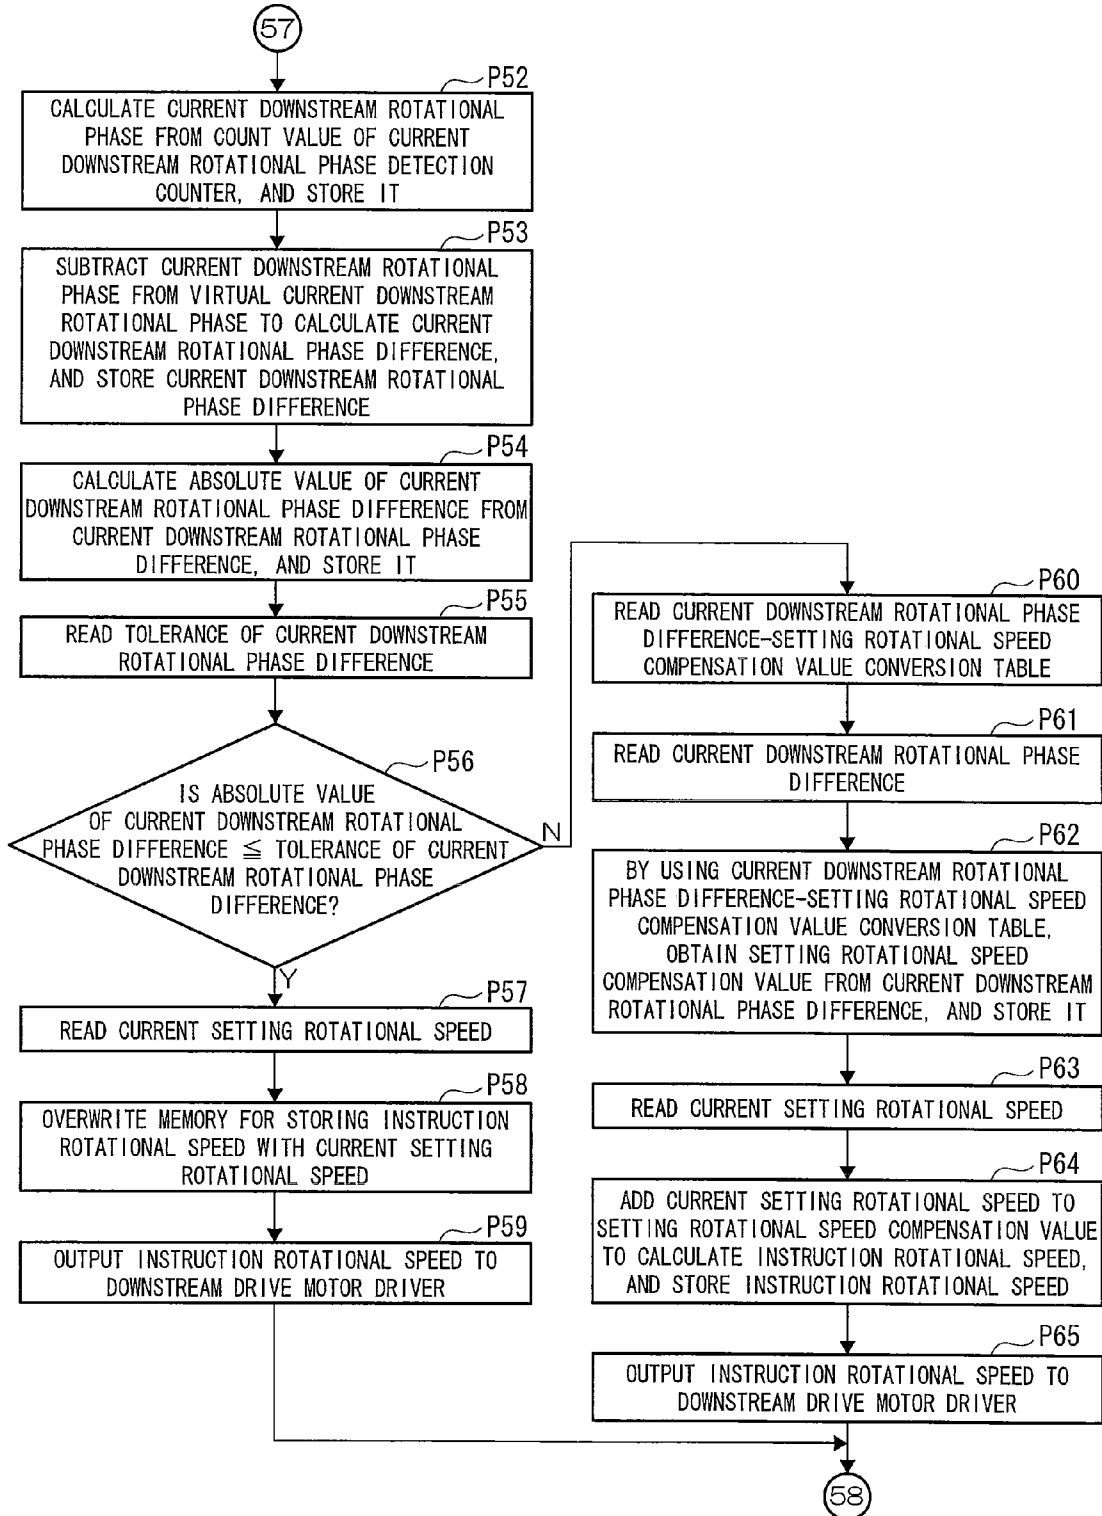 57
P52
CALCULATE CURRENT DOWNSTREAM ROTATIONAL
PHASE FROM COUNT VALUE OF CURRENT
DOWNSTREAM ROTATIONAL PHASE DETECTION
COUNTER, AND STORE IT
P53
SUBTRACT CURRENT DOWNSTREAM ROTATIONAL
PHASE FROM VIRTUAL CURRENT DOWNSTREAM
ROTATIONAL PHASE TO CALCULATE CURRENT
DOWNSTREAM ROTATIONAL PHASE DIFFERENCE,
AND STORE CURRENT DOWNSTREAM ROTATIONAL
PHASE DIFFERENCE
P54
CALCULATE ABSOLUTE VALUE OF CURRENT
DOWNSTREAM ROTATIONAL PHASE DIFFERENCE FROM
CURRENT DOWNSTREAM ROTATIONAL PHASE
DIFFERENCE, AND STORE IT
P55
READ TOLERANCE OF CURRENT DOWNSTREAM
ROTATIONAL PHASE DIFFERENCE
P56
IS ABSOLUTE VALUE
OF CURRENT DOWNSTREAM ROTATIONAL
PHASE DIFFERENCE ≦ TOLERANCE OF CURRENT
DOWNSTREAM ROTATIONAL PHASE
DIFFERENCE?
N
Y
P57
READ CURRENT SETTING ROTATIONAL SPEED
P58
OVERWRITE MEMORY FOR STORING INSTRUCTION
ROTATIONAL SPEED WITH CURRENT SETTING
ROTATIONAL SPEED
P59
OUTPUT INSTRUCTION ROTATIONAL SPEED TO
DOWNSTREAM DRIVE MOTOR DRIVER
P60
READ CURRENT DOWNSTREAM ROTATIONAL PHASE
DIFFERENCE-SETTING ROTATIONAL SPEED
COMPENSATION VALUE CONVERSION TABLE
P61
READ CURRENT DOWNSTREAM ROTATIONAL PHASE
DIFFERENCE
P62
BY USING CURRENT DOWNSTREAM ROTATIONAL
PHASE DIFFERENCE-SETTING ROTATIONAL SPEED
COMPENSATION VALUE CONVERSION TABLE,
OBTAIN SETTING ROTATIONAL SPEED
COMPENSATION VALUE FROM CURRENT DOWNSTREAM
ROTATIONAL PHASE DIFFERENCE, AND STORE IT
P63
READ CURRENT SETTING ROTATIONAL SPEED
P64
ADD CURRENT SETTING ROTATIONAL SPEED TO
SETTING ROTATIONAL SPEED COMPENSATION VALUE
TO CALCULATE INSTRUCTION ROTATIONAL SPEED,
AND STORE INSTRUCTION ROTATIONAL SPEED
P65
OUTPUT INSTRUCTION ROTATIONAL SPEED TO
DOWNSTREAM DRIVE MOTOR DRIVER
58